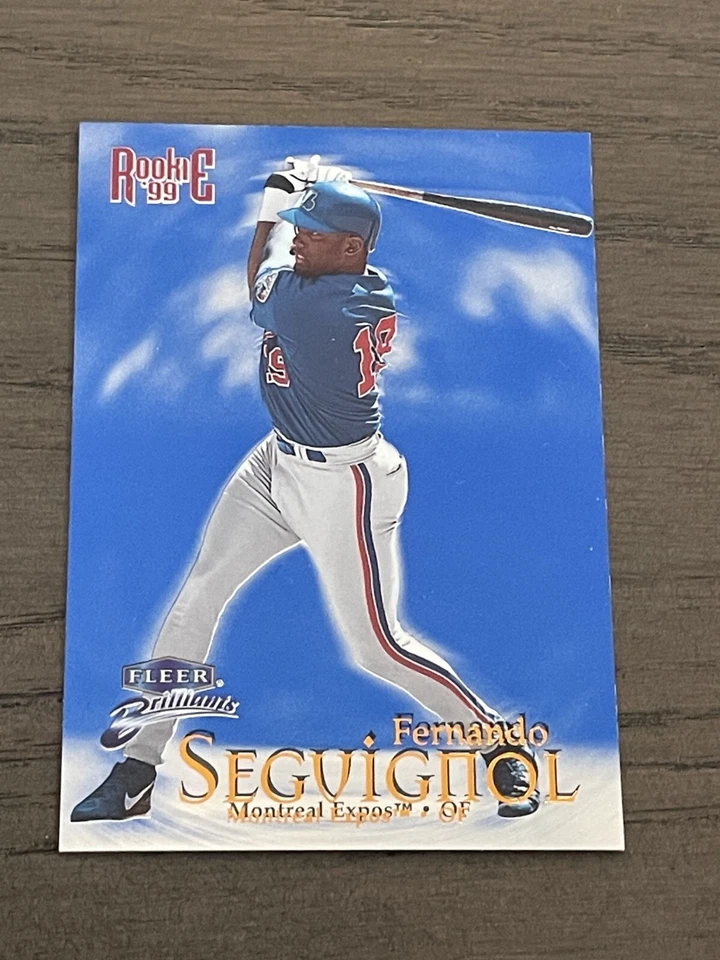 RookiE
'99
FLEER
Brilliants
Fernando
SEGUIGNOL
Montreal Expos™ • OF